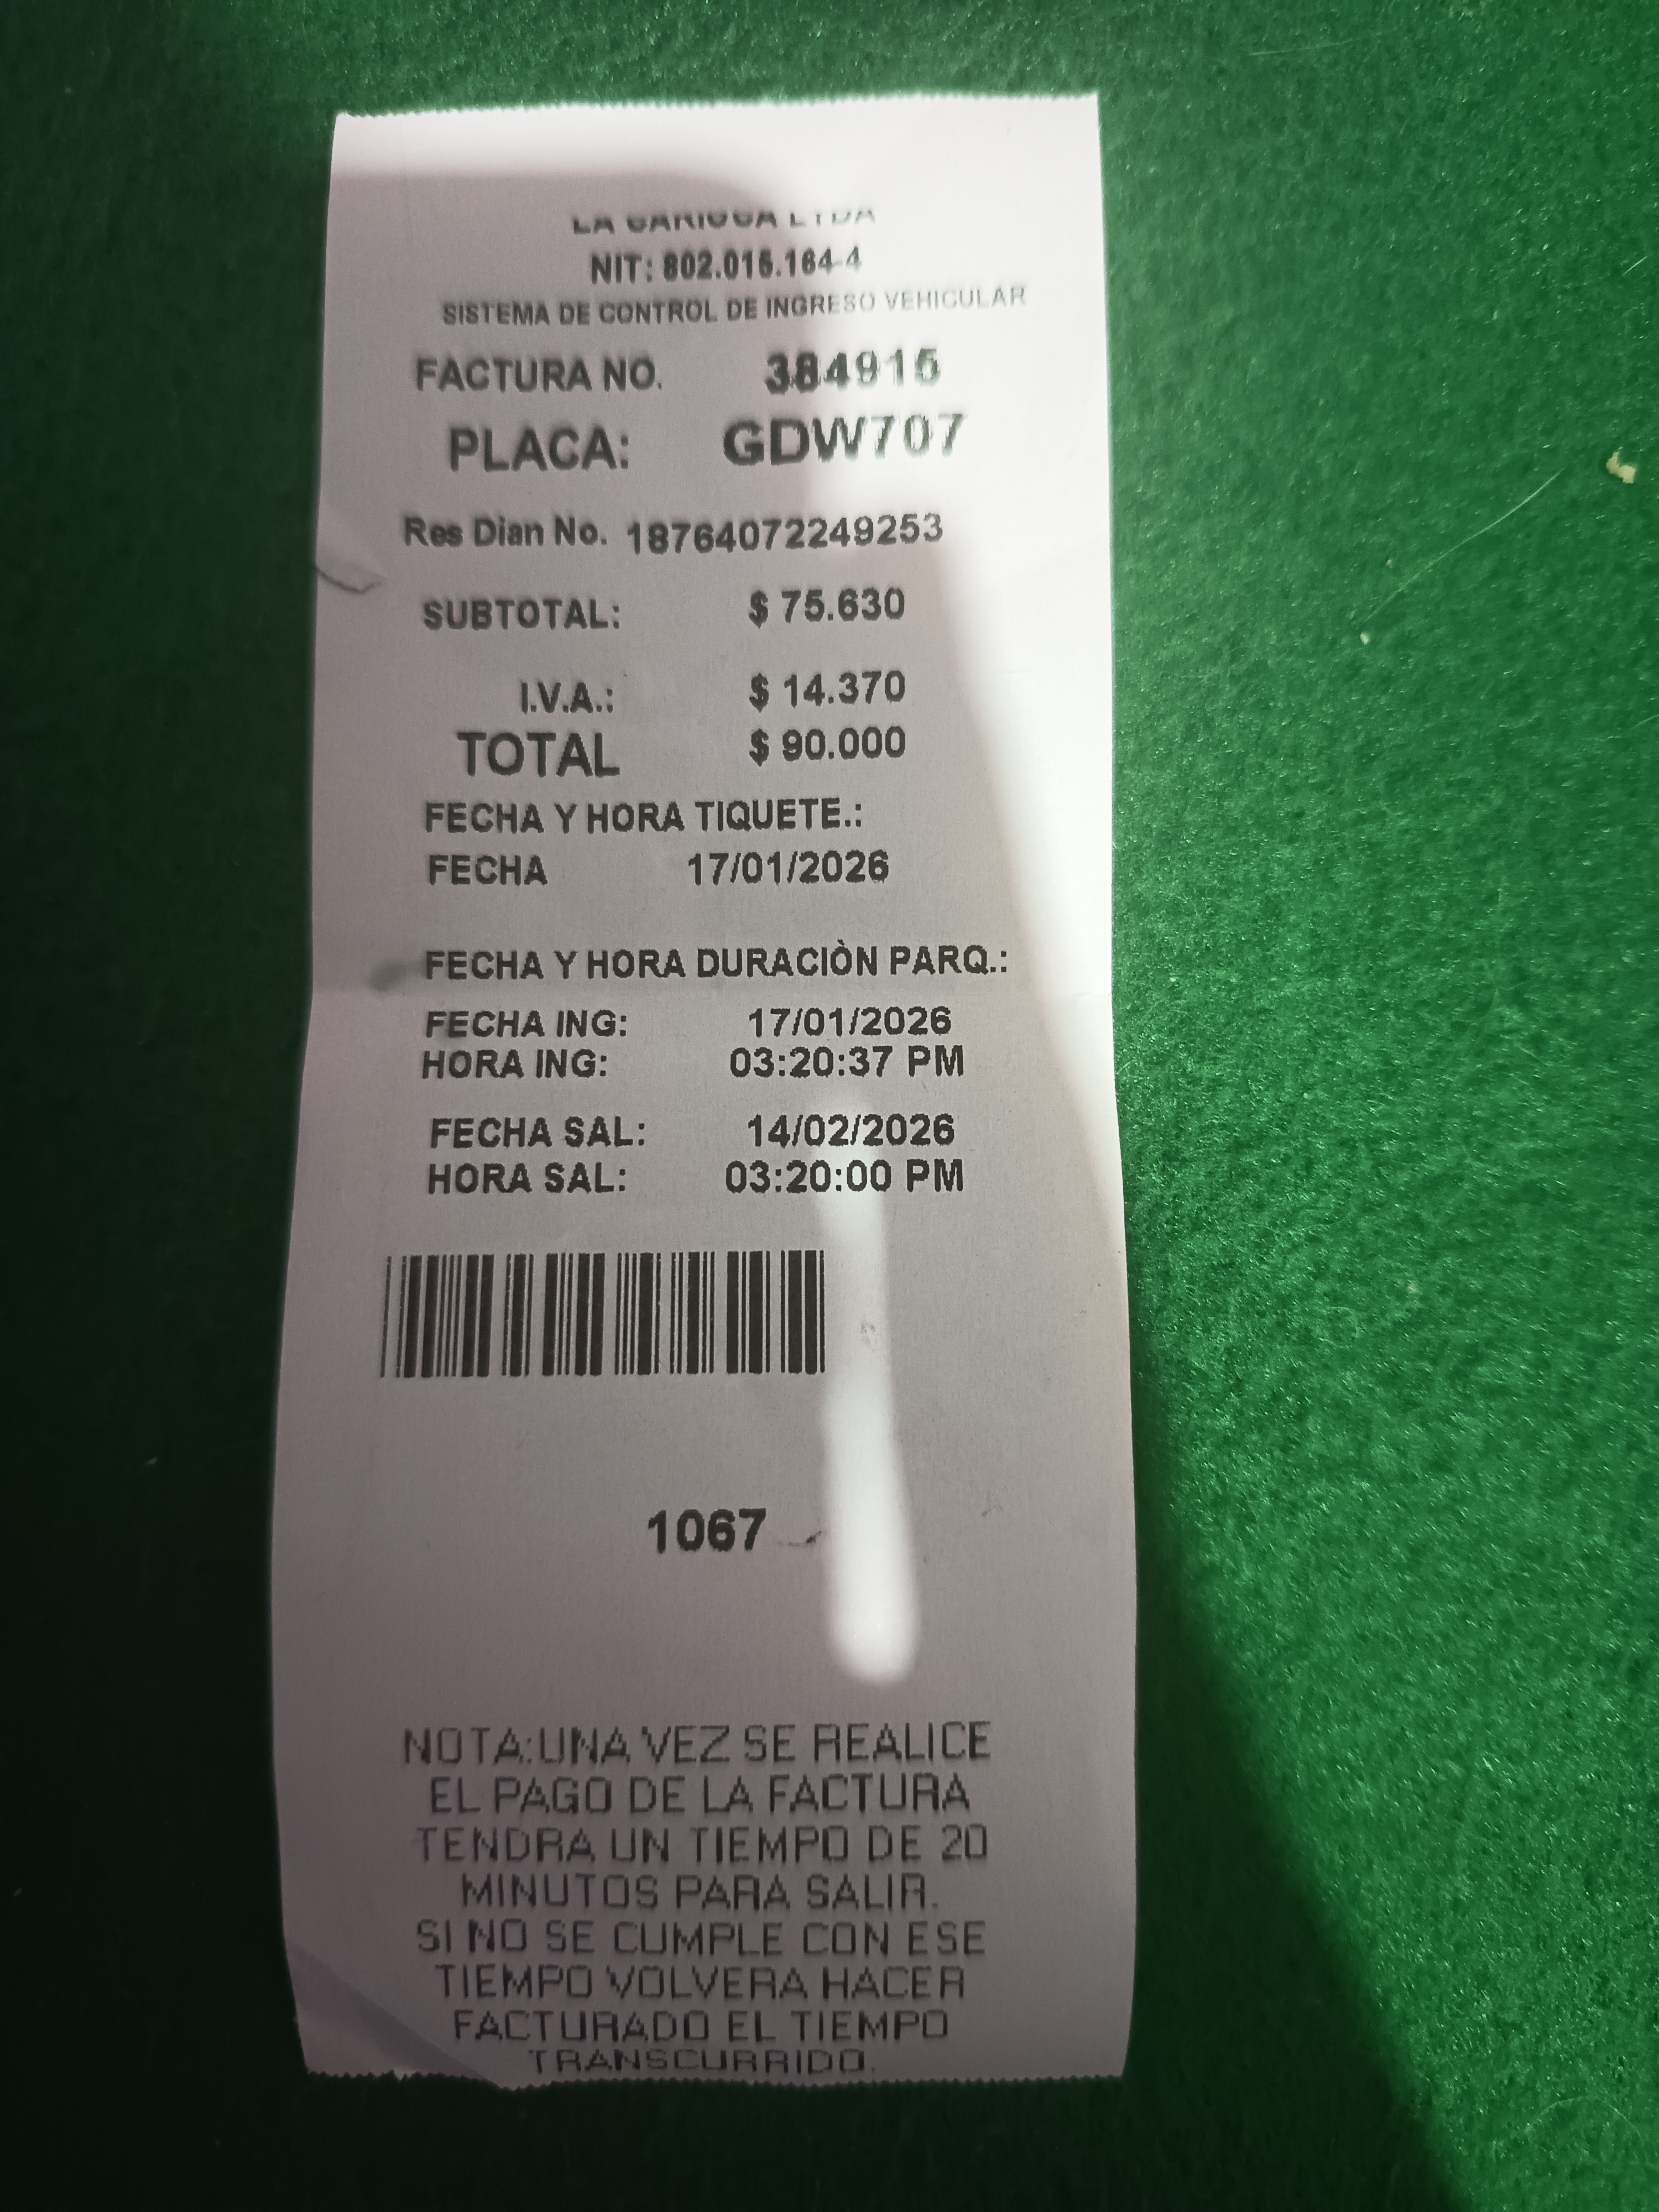 LA CARIOCA LTDA
NIT: 802.015.164-4
SISTEMA DE CONTROL DE INGRESO VEHICULAR
FACTURA NO. 384915
PLACA: GDW707
Res Dian No. 18764072249253
SUBTOTAL: $ 75.630
I.V.A.: $ 14.370
TOTAL $ 90.000
FECHA Y HORA TIQUETE.:
FECHA 17/01/2026
FECHA Y HORA DURACIÒN PARQ.:
FECHA ING: 17/01/2026
HORA ING: 03:20:37 PM
FECHA SAL: 14/02/2026
HORA SAL: 03:20:00 PM
1067
NOTA:UNA VEZ SE REALICE
EL PAGO DE LA FACTURA
TENDRA UN TIEMPO DE 20
MINUTOS PARA SALIR.
SI NO SE CUMPLE CON ESE
TIEMPO VOLVERA HACER
FACTURADO EL TIEMPO
TRANSCURRIDO.